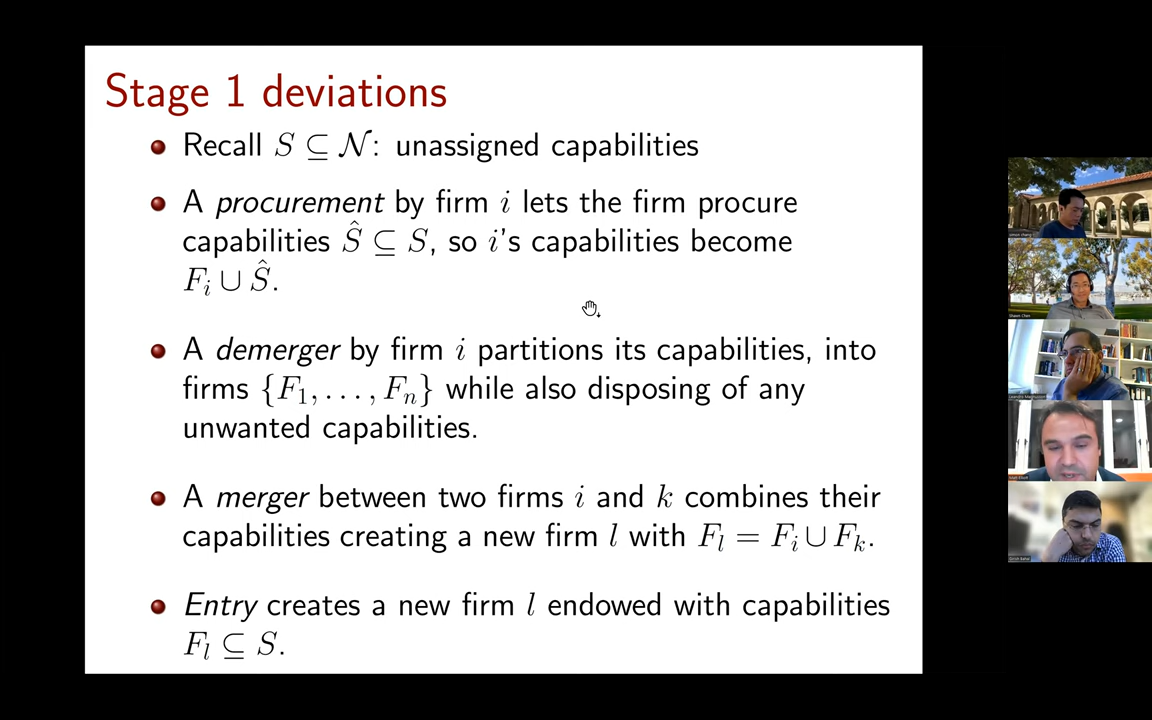 Stage 1 deviations
Recall S ⊆ 𝒩: unassigned capabilities
A procurement by firm i lets the firm procure
capabilities Ŝ ⊆ S, so i's capabilities become
F_i ∪ Ŝ.
A demerger by firm i partitions its capabilities, into
firms {F_1, . . . , F_n} while also disposing of any
unwanted capabilities.
A merger between two firms i and k combines their
capabilities creating a new firm l with F_l = F_i ∪ F_k.
Entry creates a new firm l endowed with capabilities
F_l ⊆ S.
Shawn Chen